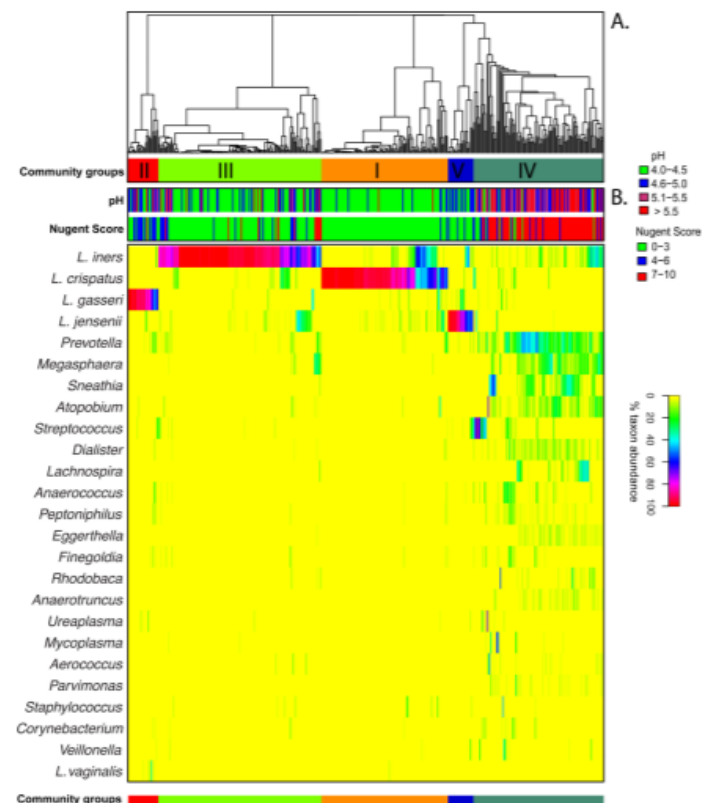 A.
Community groups
II III I V IV
pH
4.0-4.5
4.6-5.0
5.1-5.5
> 5.5
B.
pH
Nugent Score
Nugent Score
0-3
4-6
7-10
L. iners
L. crispatus
L. gasseri
L. jensenii
Prevotella
Megasphaera
Sneathia
Atopobium
Streptococcus
Dialister
Lachnospira
Anaerococcus
Peptoniphilus
Eggerthella
Finegoldia
Rhodobaca
Anaerotruncus
Ureaplasma
Mycoplasma
Aerococcus
Parvimonas
Staphylococcus
Corynebacterium
Veillonella
L. vaginalis
0
20
40
60
80
100
% taxon abundance
Community groups